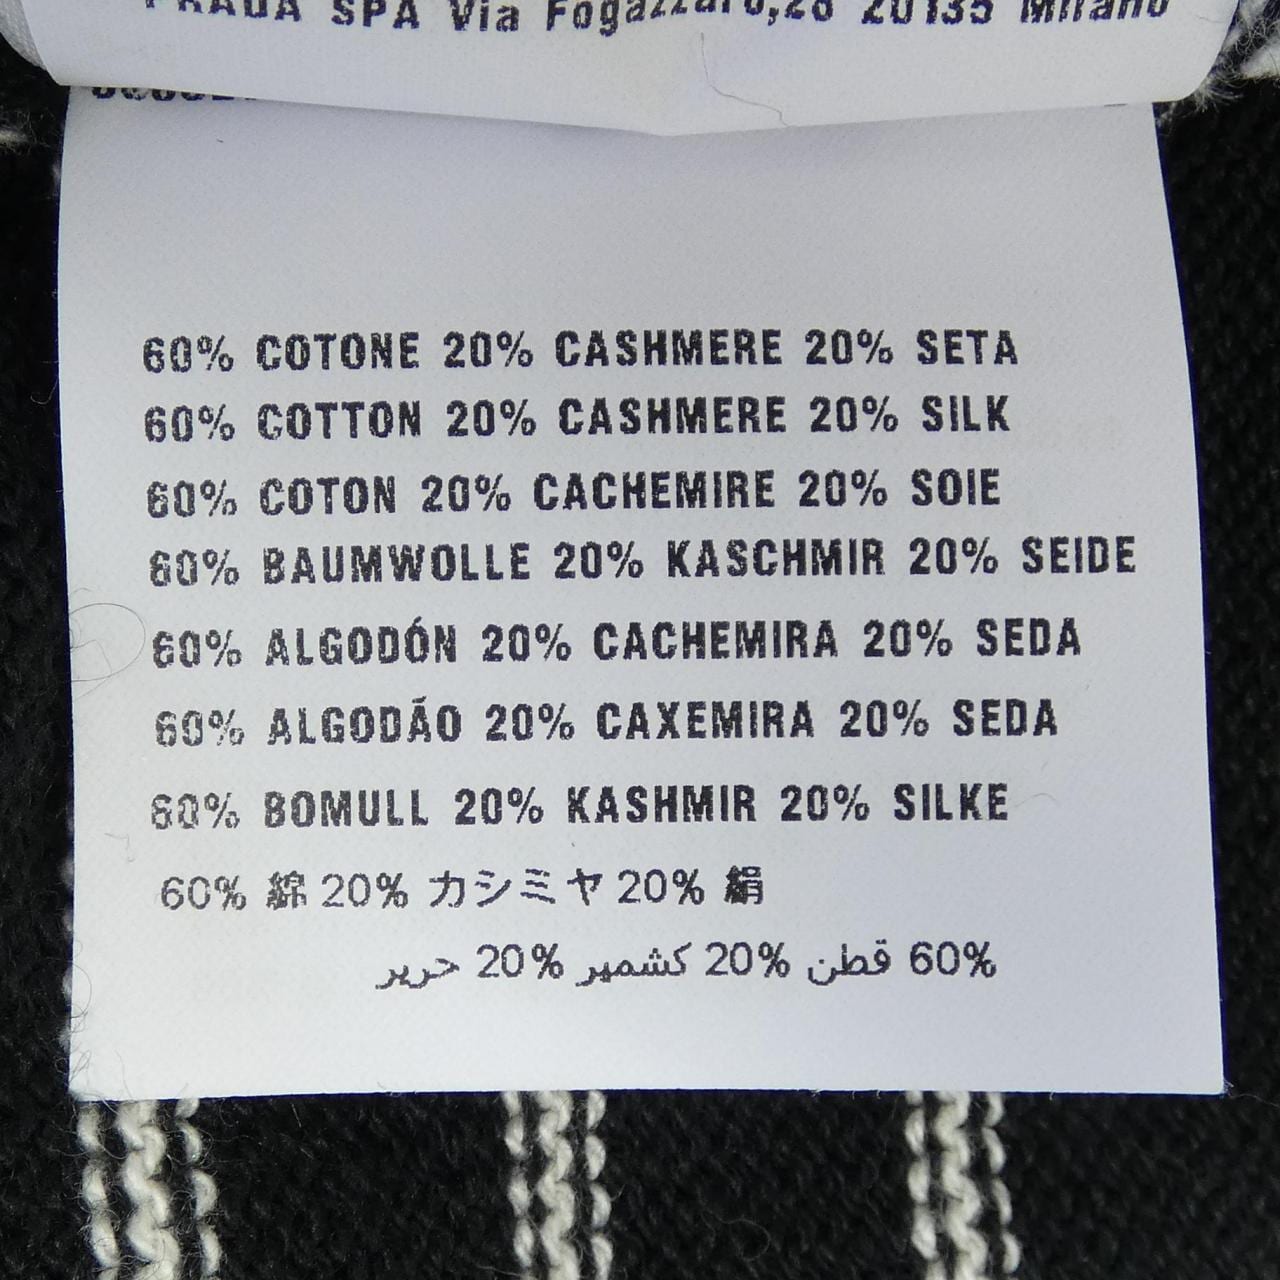 PRADA SPA Via Fogazzaro,28 20135 Milano
60% COTONE 20% CASHMERE 20% SETA
60% COTTON 20% CASHMERE 20% SILK
60% COTON 20% CACHEMIRE 20% SOIE
60% BAUMWOLLE 20% KASCHMIR 20% SEIDE
60% ALGODÓN 20% CACHEMIRA 20% SEDA
60% ALGODÃO 20% CAXEMIRA 20% SEDA
60% BOMULL 20% KASHMIR 20% SILKE
60% 綿 20% カシミヤ 20% 絹
60% قطن 20% كشمير 20% حرير